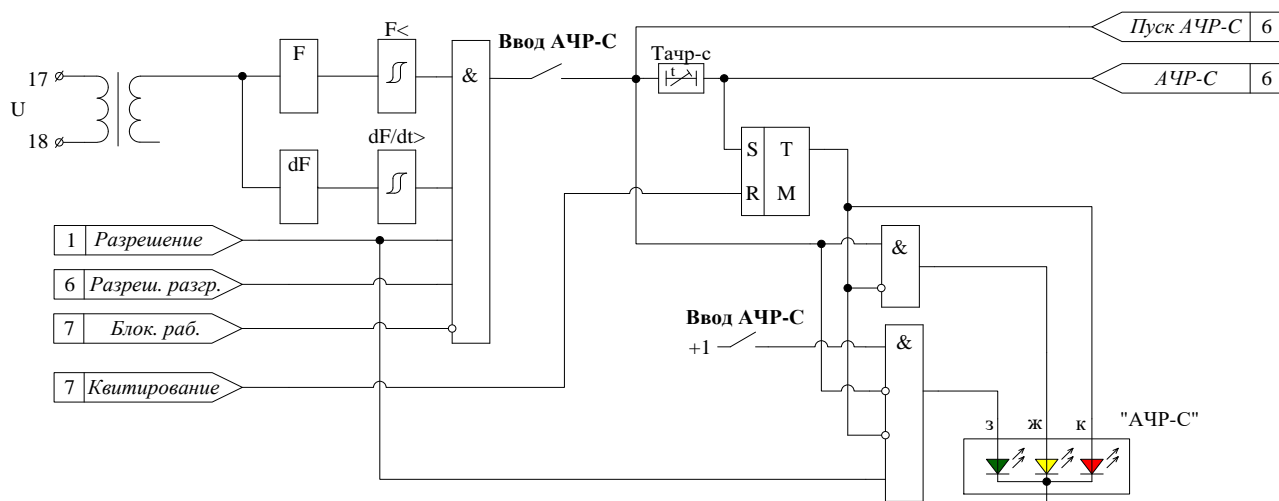 Пуск АЧР-С 6
F<
Ввод АЧР-С
F
Тачр-с
t
АЧР-С 6
17
&
U
18
dF/dt>
dF
S T
R M
1 Разрешение
&
6 Разреш. разгр.
7 Блок. раб.
Ввод АЧР-С
+1
&
7 Квитирование
"АЧР-С"
з ж к